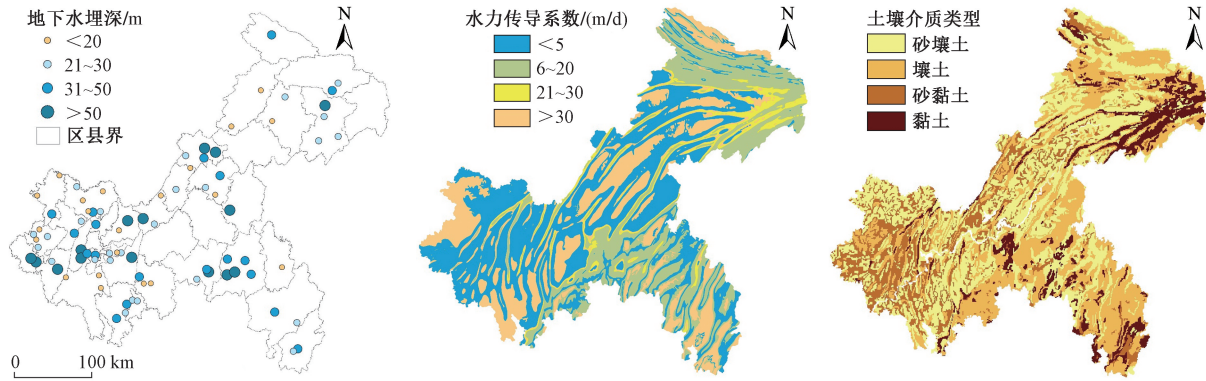 地下水埋深/m
<20
21~30
31~50
>50
区县界
N
0 100 km
水力传导系数/(m/d)
<5
6~20
21~30
>30
N
土壤介质类型
砂壤土
壤土
砂黏土
黏土
N